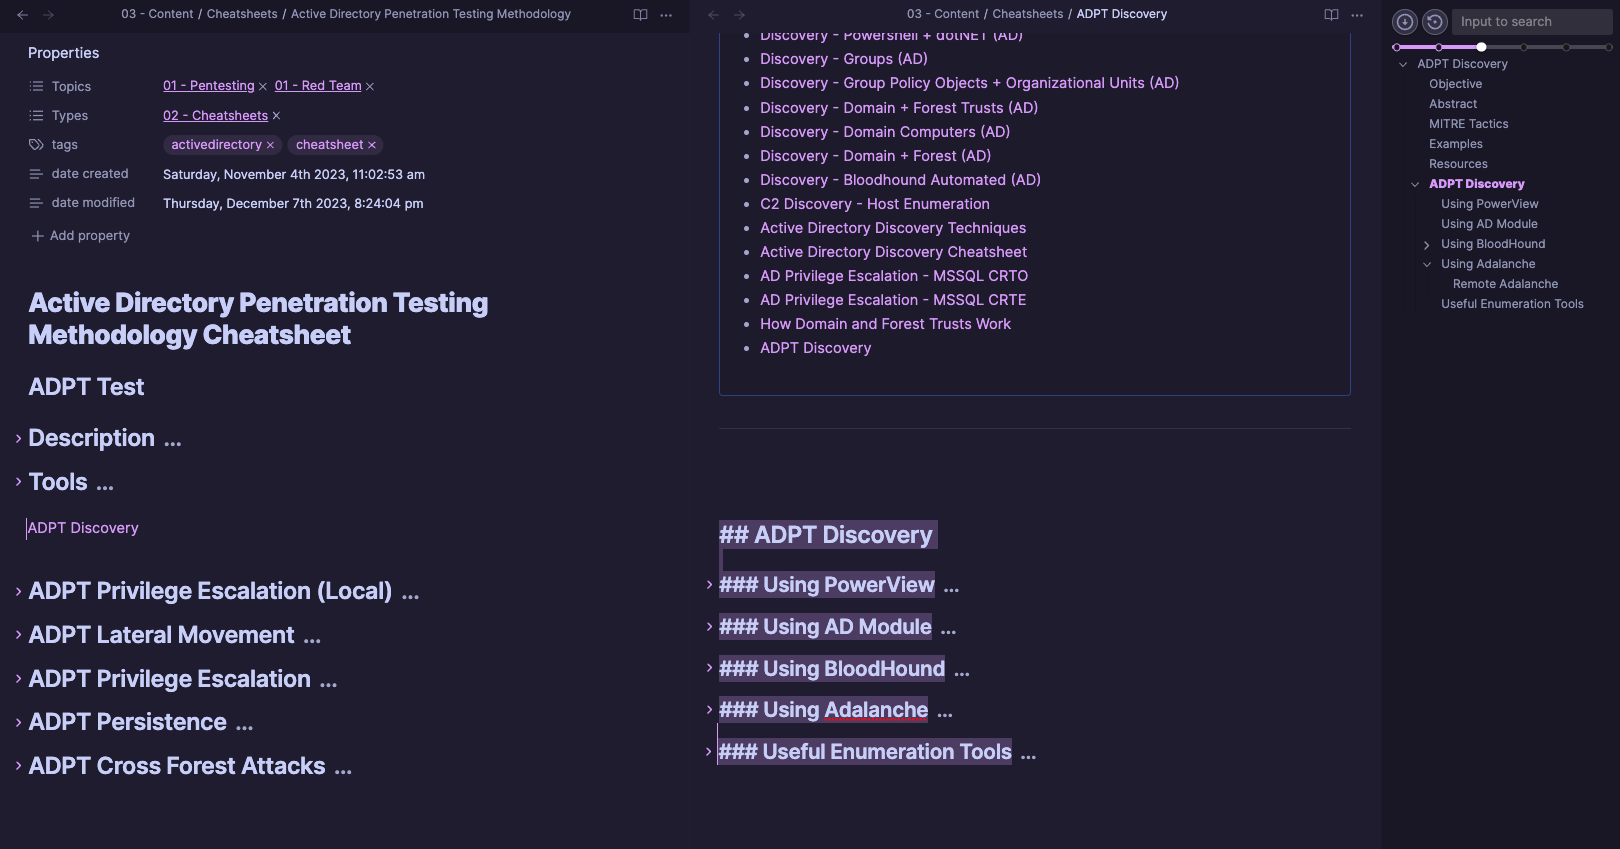 03 - Content / Cheatsheets / Active Directory Penetration Testing Methodology
Properties
Topics 01 - Pentesting × 01 - Red Team ×
Types 02 - Cheatsheets ×
tags activedirectory × cheatsheet ×
date created Saturday, November 4th 2023, 11:02:53 am
date modified Thursday, December 7th 2023, 8:24:04 pm
+ Add property
Active Directory Penetration Testing
Methodology Cheatsheet
ADPT Test
Description ...
Tools ...
ADPT Discovery
ADPT Privilege Escalation (Local) ...
ADPT Lateral Movement ...
ADPT Privilege Escalation ...
ADPT Persistence ...
ADPT Cross Forest Attacks ...
03 - Content / Cheatsheets / ADPT Discovery
Discovery - Powershell + dotNET (AD)
Discovery - Groups (AD)
Discovery - Group Policy Objects + Organizational Units (AD)
Discovery - Domain + Forest Trusts (AD)
Discovery - Domain Computers (AD)
Discovery - Domain + Forest (AD)
Discovery - Bloodhound Automated (AD)
C2 Discovery - Host Enumeration
Active Directory Discovery Techniques
Active Directory Discovery Cheatsheet
AD Privilege Escalation - MSSQL CRTO
AD Privilege Escalation - MSSQL CRTE
How Domain and Forest Trusts Work
ADPT Discovery
## ADPT Discovery
### Using PowerView ...
### Using AD Module ...
### Using BloodHound ...
### Using Adalanche ...
### Useful Enumeration Tools ...
Input to search
ADPT Discovery
Objective
Abstract
MITRE Tactics
Examples
Resources
ADPT Discovery
Using PowerView
Using AD Module
Using BloodHound
Using Adalanche
Remote Adalanche
Useful Enumeration Tools